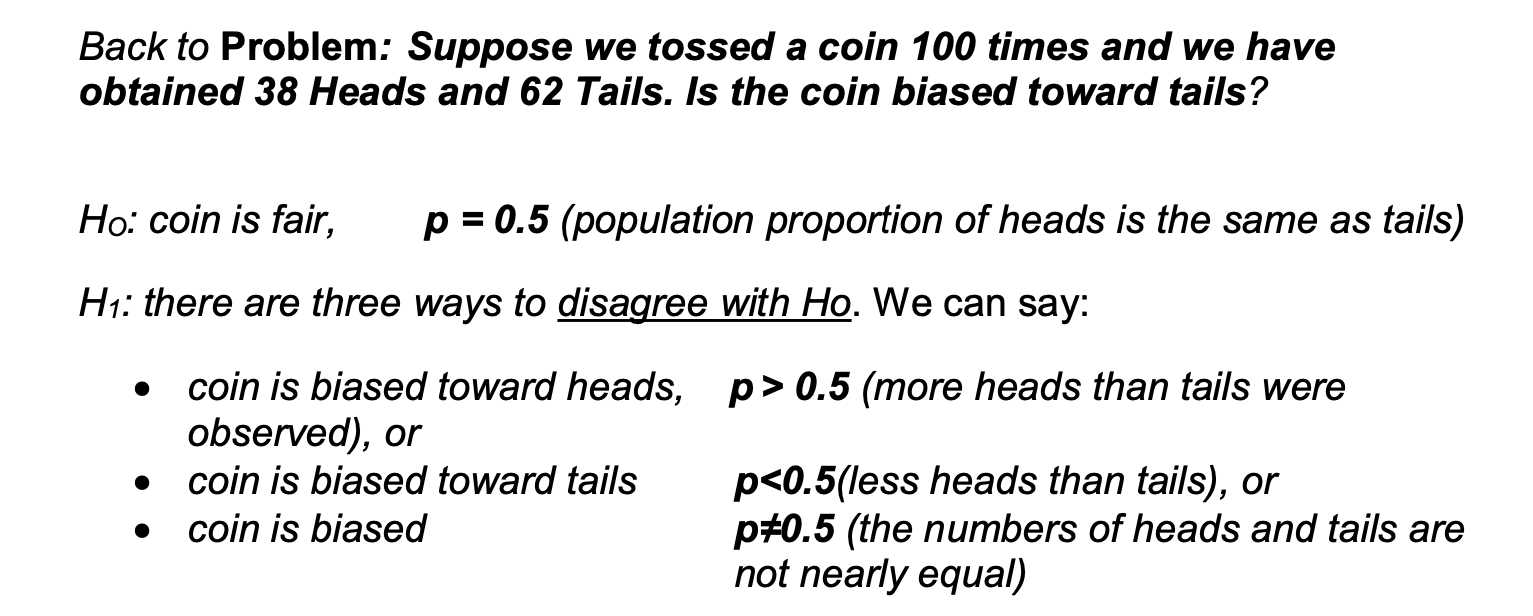 Back to Problem: Suppose we tossed a coin 100 times and we have
obtained 38 Heads and 62 Tails. Is the coin biased toward tails?
HO: coin is fair, p = 0.5 (population proportion of heads is the same as tails)
H1: there are three ways to disagree with Ho. We can say:
• coin is biased toward heads, p > 0.5 (more heads than tails were
observed), or
• coin is biased toward tails p<0.5(less heads than tails), or
• coin is biased p≠0.5 (the numbers of heads and tails are
not nearly equal)